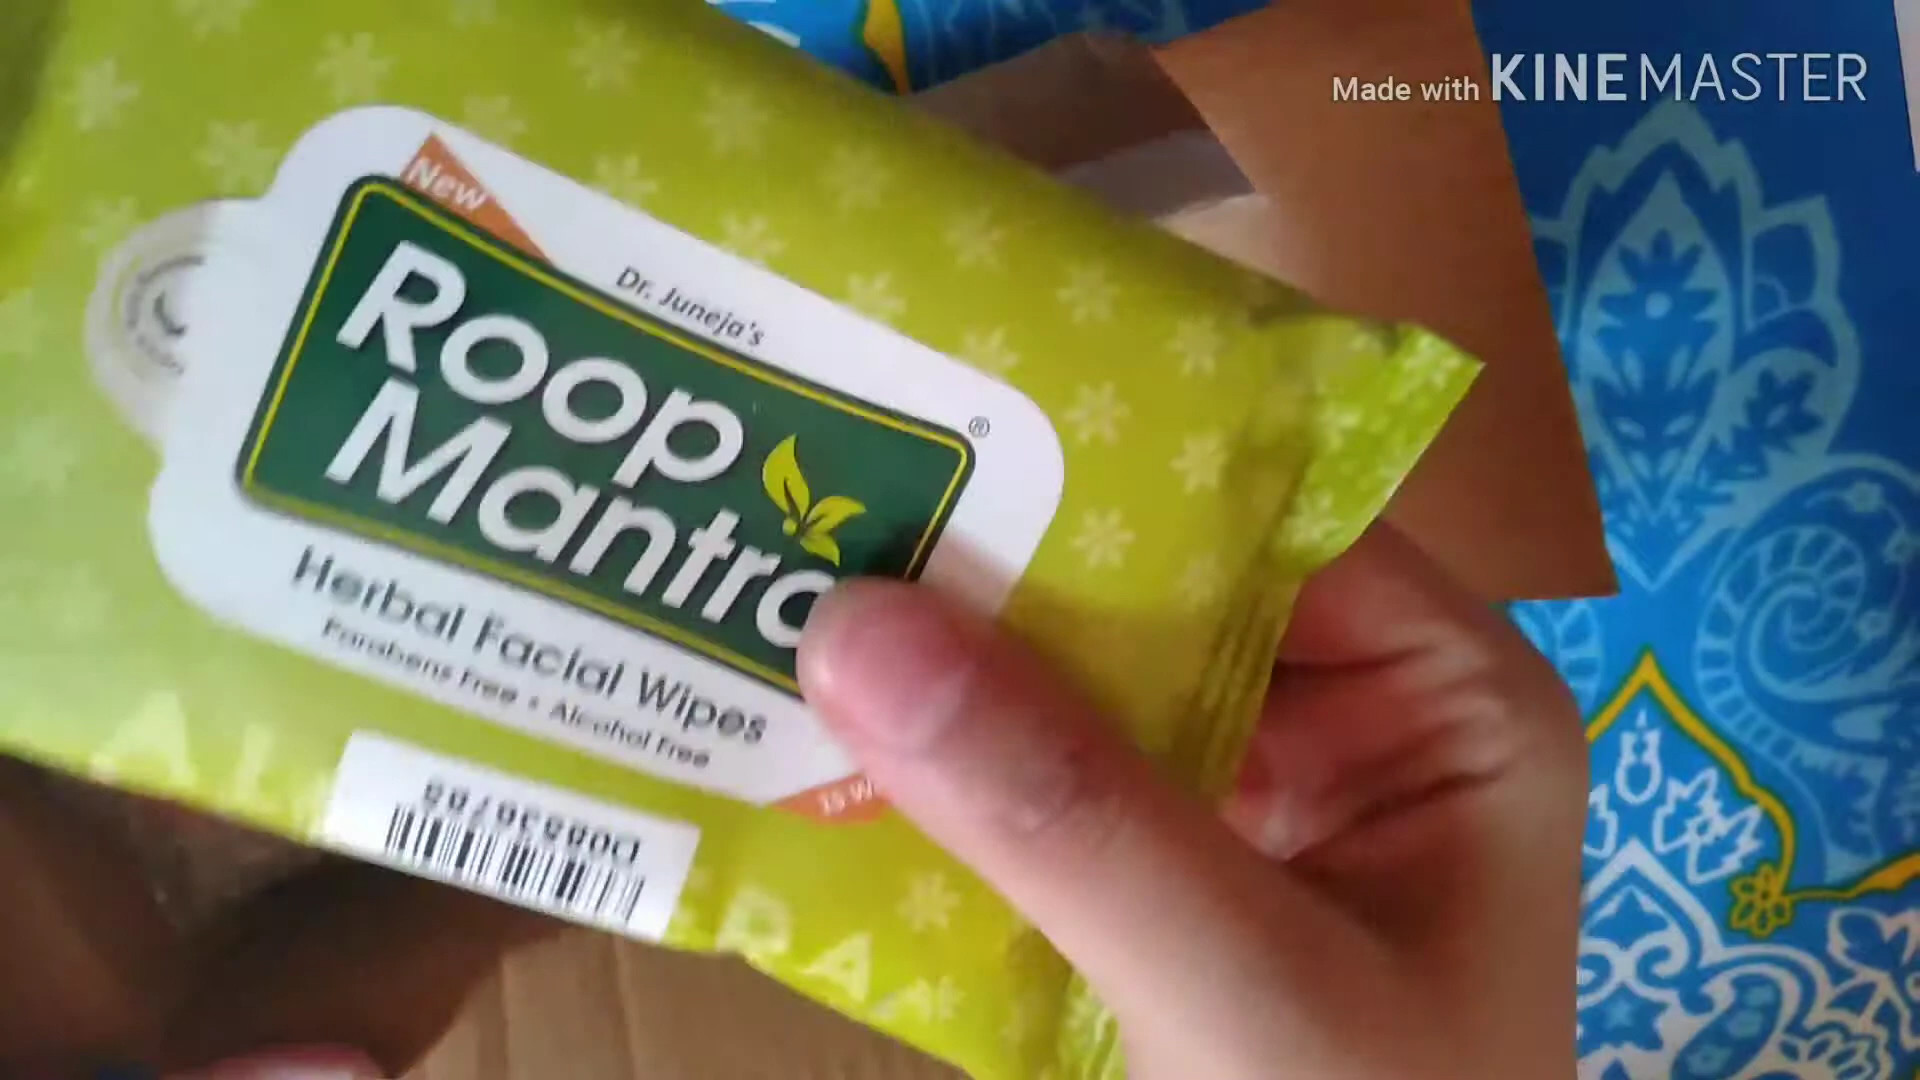 Made with KINEMASTER
New
Dr. Juneja's
Roop
Mantra
®
Herbal Facial Wipes
Parabens Free • Alcohol Free